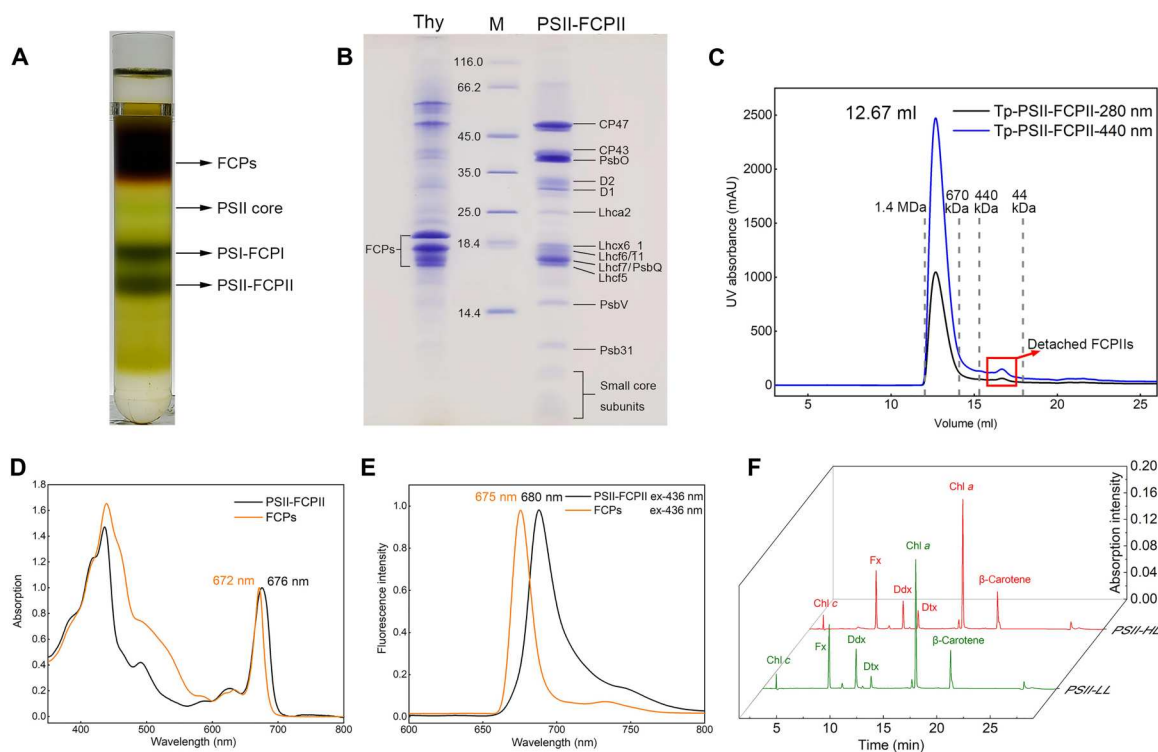 A
FCPs
PSII core
PSI-FCPI
PSII-FCPII
B
Thy
M
PSII-FCPII
116.0
66.2
45.0
35.0
25.0
18.4
14.4
FCPs
CP47
CP43
PsbO
D2
D1
Lhca2
Lhcx6_1
Lhcf6/11
Lhcf7/PsbQ
Lhcf5
PsbV
Psb31
Small core
subunits
C
12.67 ml
Tp-PSII-FCPII-280 nm
Tp-PSII-FCPII-440 nm
1.4 MDa
670
kDa
440
kDa
44
kDa
Detached FCPIIs
UV absorbance (mAU)
2500
2000
1500
1000
500
0
5
10
15
20
25
Volume (ml)
D
PSII-FCPII
FCPs
672 nm
676 nm
Absorption
1.8
1.6
1.4
1.2
1.0
0.8
0.6
0.4
0.2
0.0
400
500
600
700
800
Wavelength (nm)
E
675 nm
680 nm
PSII-FCPII ex-436 nm
FCPs ex-436 nm
Fluorescence intensity
1.0
0.8
0.6
0.4
0.2
0.0
600
650
700
750
800
Wavelength (nm)
F
Chl a
Fx
Ddx
Dtx
β-Carotene
Chl c
PSII-HL
Chl a
Fx
Ddx
Dtx
β-Carotene
Chl c
PSII-LL
Absorption intensity
0.20
0.16
0.12
0.08
0.04
0.00
5
10
15
20
25
Time (min)